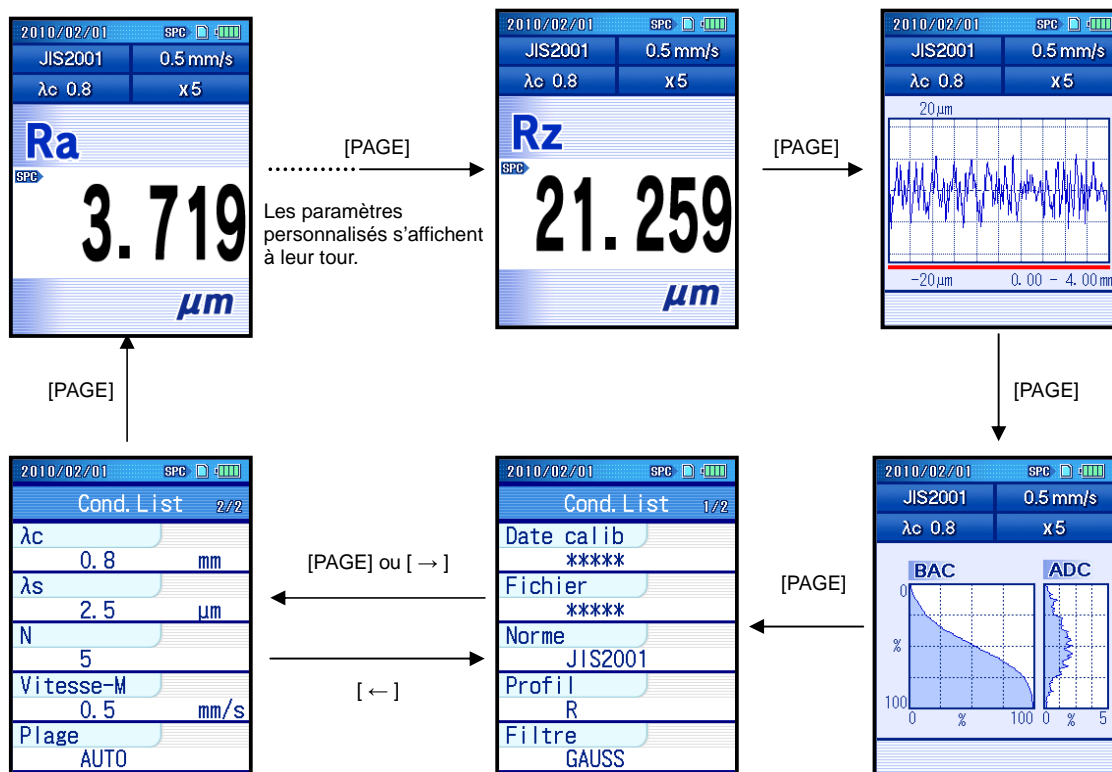 2010/02/01 SPC
JIS2001 0.5 mm/s
λc 0.8 x5
Ra
SPC
3.719
µm
[PAGE]
Les paramètres
personnalisés s'affichent
à leur tour.
2010/02/01 SPC
JIS2001 0.5 mm/s
λc 0.8 x5
Rz
SPC
21.259
µm
[PAGE]
2010/02/01 SPC
JIS2001 0.5 mm/s
λc 0.8 x5
20µm
-20µm 0.00 - 4.00mm
[PAGE]
2010/02/01 SPC
JIS2001 0.5 mm/s
λc 0.8 x5
BAC ADC
0
%
100
0 % 100 0 % 5
[PAGE]
2010/02/01 SPC
Cond.List 1/2
Date calib
*****
Fichier
*****
Norme
JIS2001
Profil
R
Filtre
GAUSS
[PAGE] ou [ → ]
[ ← ]
2010/02/01 SPC
Cond.List 2/2
λc
0.8 mm
λs
2.5 µm
N
5
Vitesse-M
0.5 mm/s
Plage
AUTO
[PAGE]